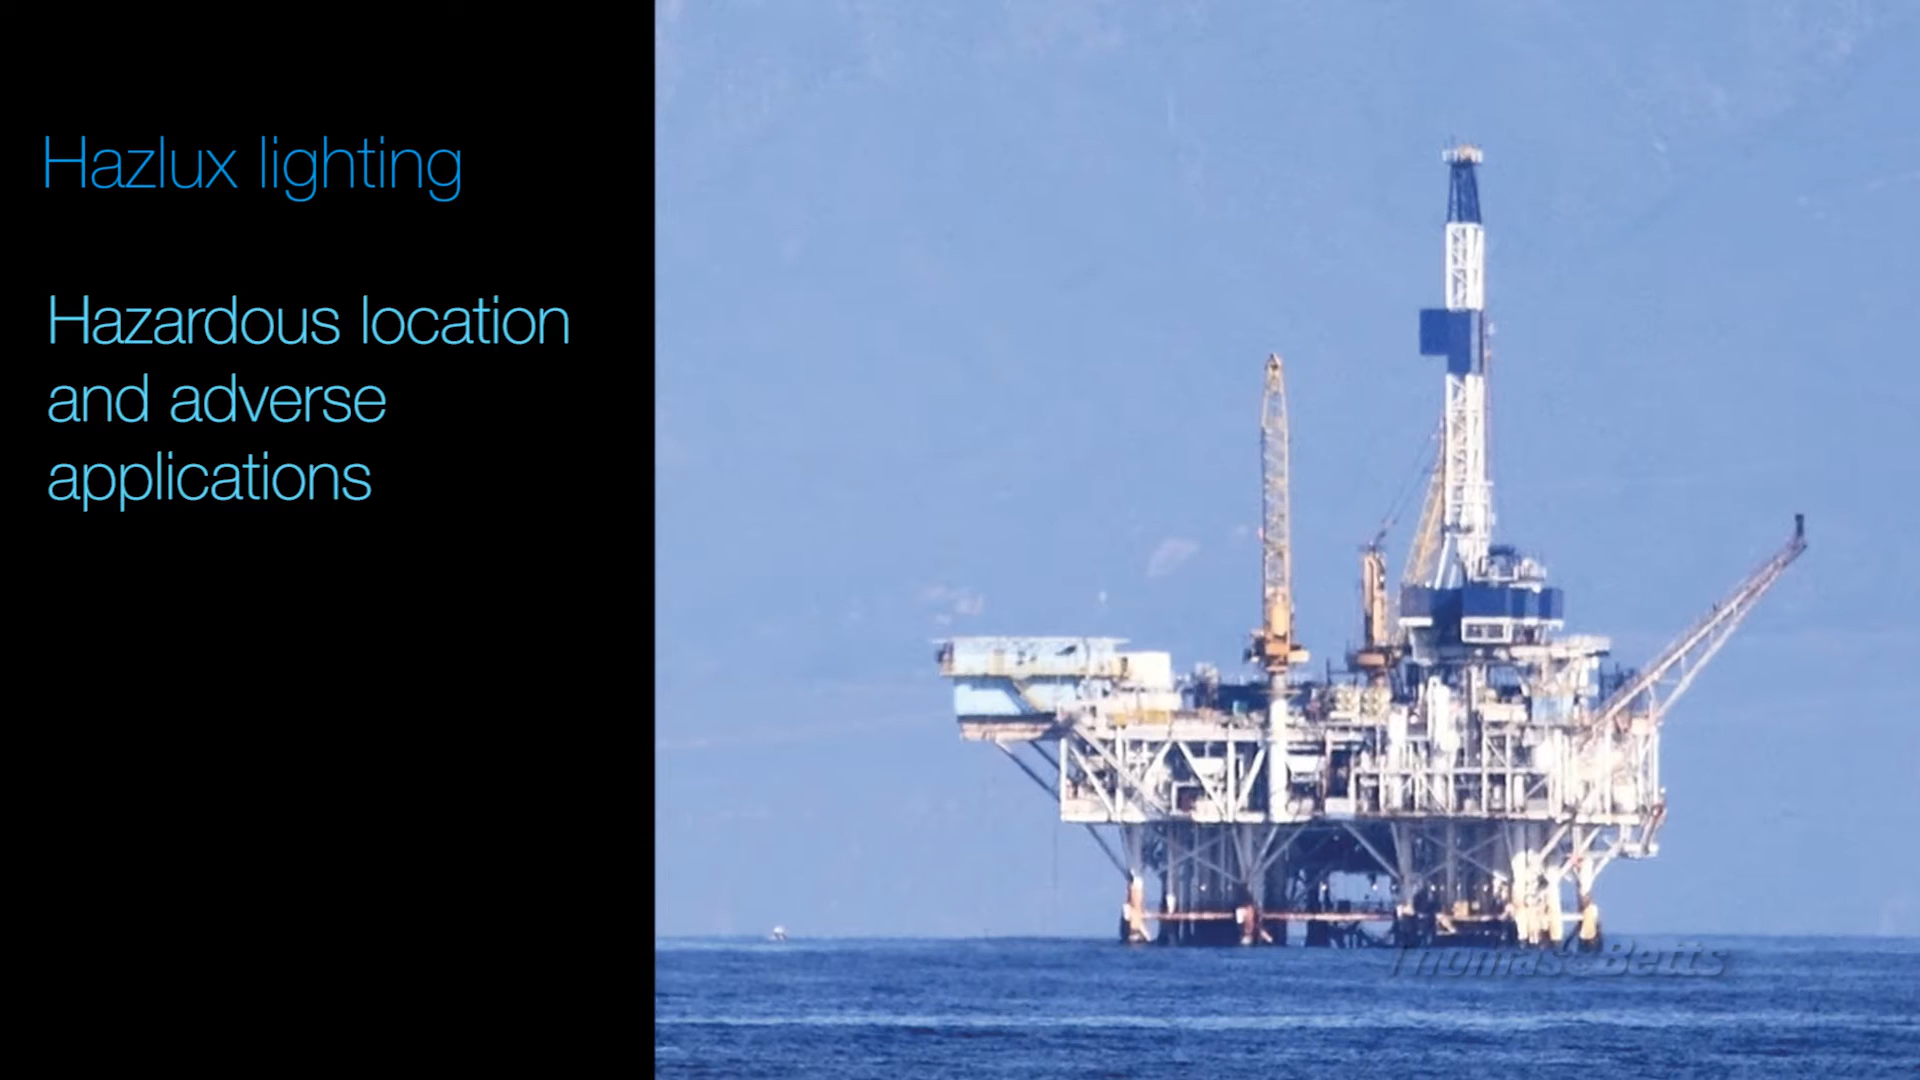 Hazlux lighting
Hazardous location
and adverse
applications
Thomas&Betts